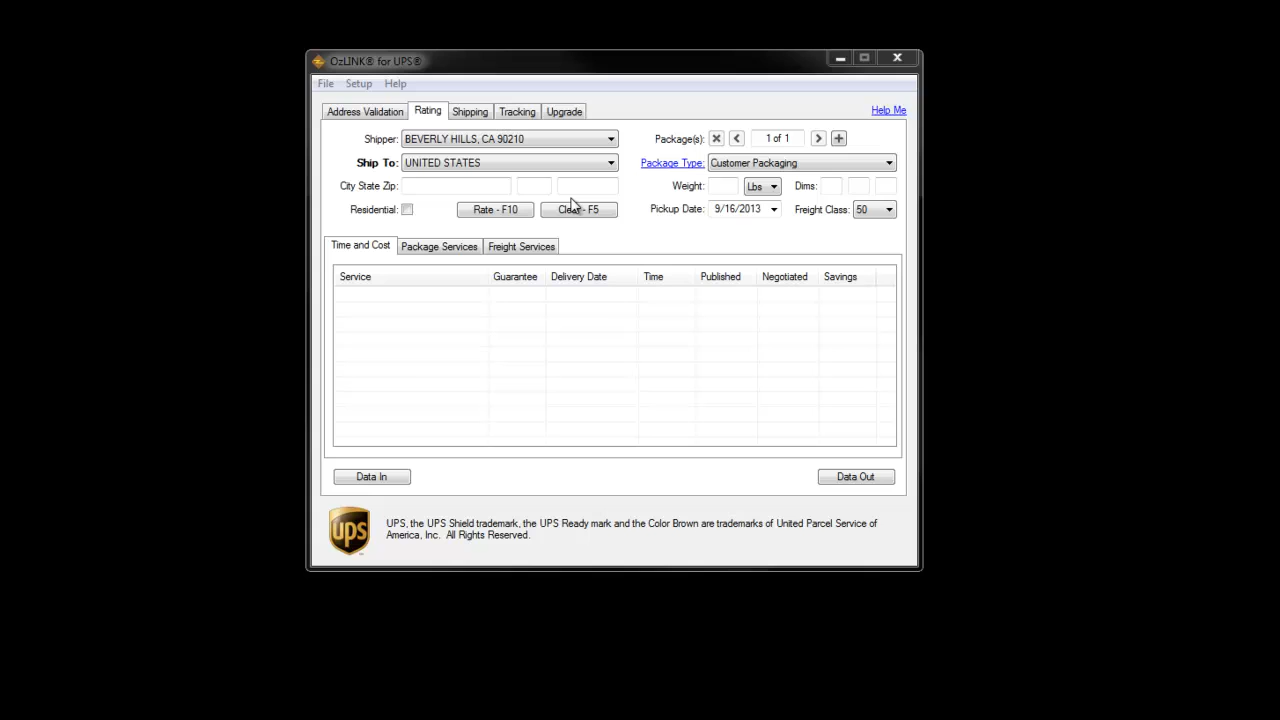 OzLINK® for UPS®
File Setup Help
Address Validation Rating Shipping Tracking Upgrade Help Me
Shipper: BEVERLY HILLS, CA 90210 Package(s): 1 of 1
Ship To: UNITED STATES Package Type: Customer Packaging
City State Zip: Weight: Lbs Dims:
Residential: Rate - F10 Clear - F5 Pickup Date: 9/16/2013 Freight Class: 50
Time and Cost Package Services Freight Services
Service Guarantee Delivery Date Time Published Negotiated Savings
Data In Data Out
ups
UPS, the UPS Shield trademark, the UPS Ready mark and the Color Brown are trademarks of United Parcel Service of
America, Inc. All Rights Reserved.